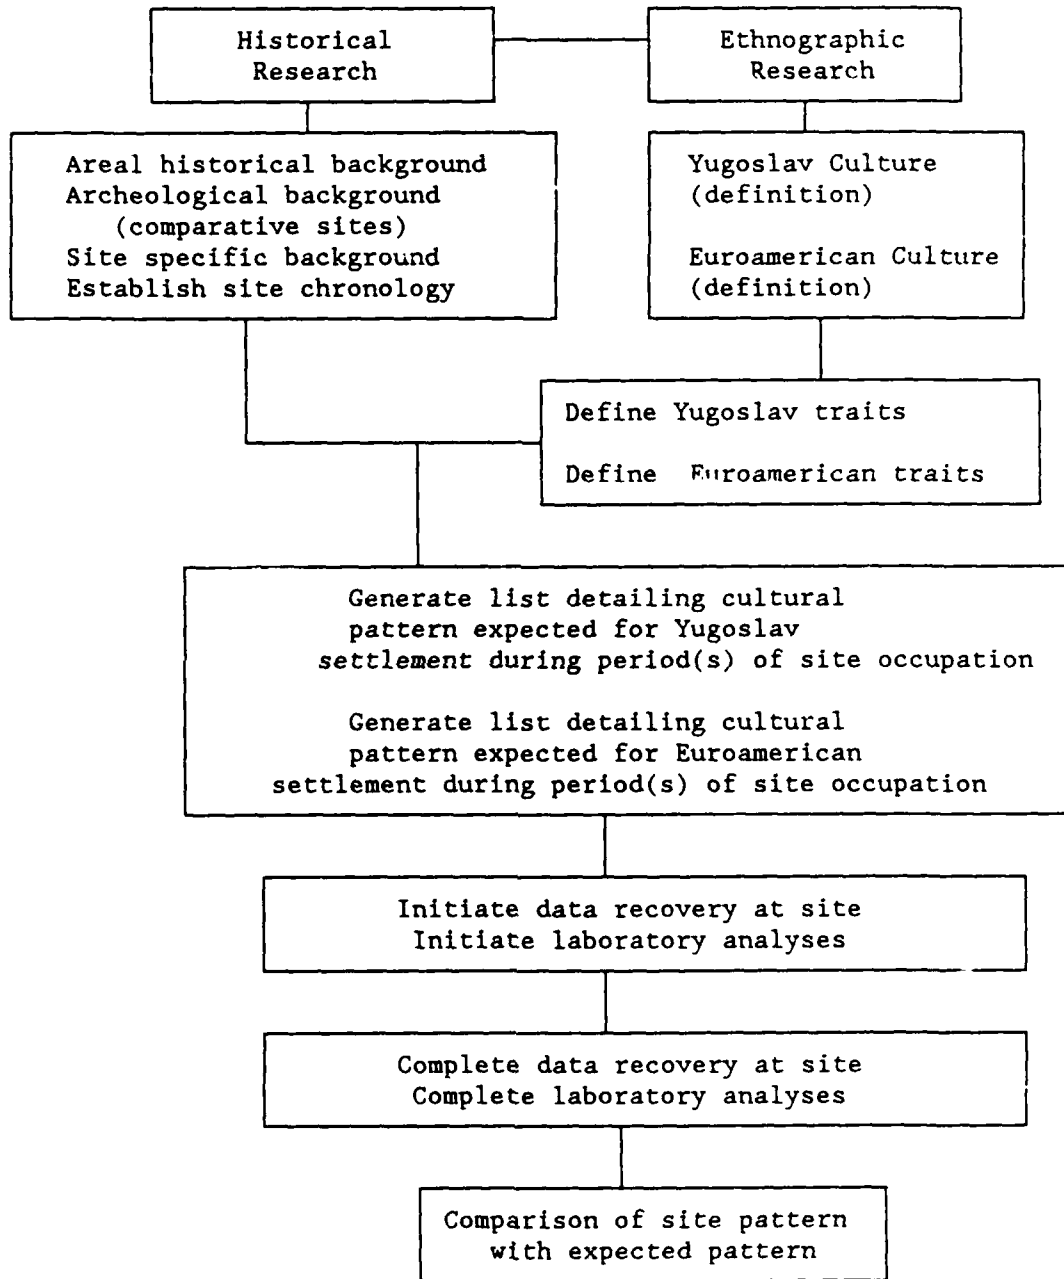 Historical
Research
Ethnographic
Research
Areal historical background
Archeological background
(comparative sites)
Site specific background
Establish site chronology
Yugoslav Culture
(definition)
Euroamerican Culture
(definition)
Define Yugoslav traits
Define Euroamerican traits
Generate list detailing cultural
pattern expected for Yugoslav
settlement during period(s) of site occupation
Generate list detailing cultural
pattern expected for Euroamerican
settlement during period(s) of site occupation
Initiate data recovery at site
Initiate laboratory analyses
Complete data recovery at site
Complete laboratory analyses
Comparison of site pattern
with expected pattern